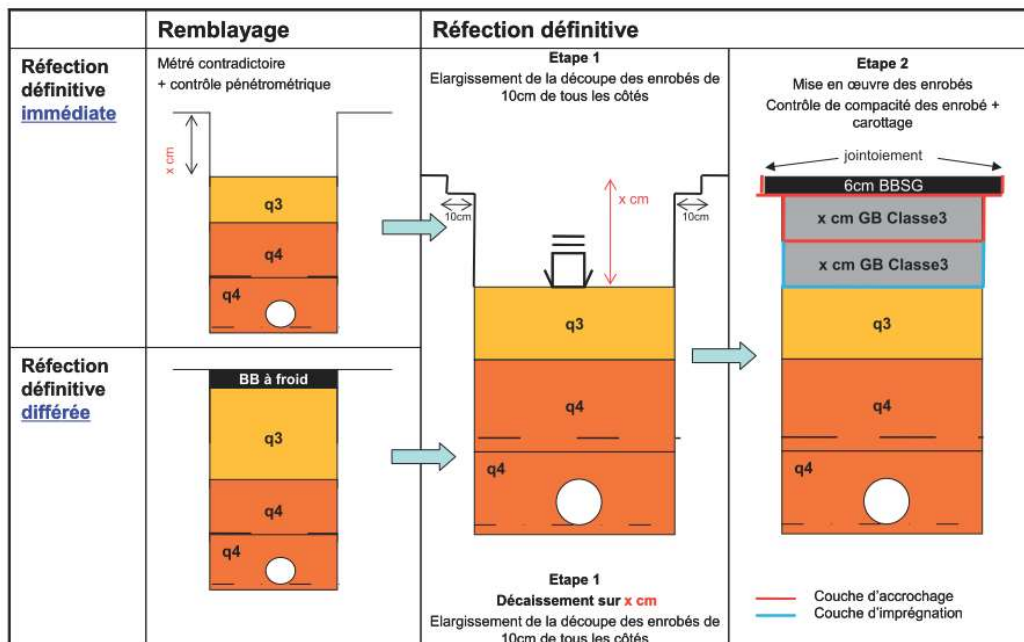 Remblayage
Réfection définitive
Réfection
définitive
immédiate
Métré contradictoire
+ contrôle pénétrométrique
x cm
q3
q4
q4
Etape 1
Elargissement de la découpe des enrobés de
10cm de tous les côtés
10cm
x cm
10cm
q3
q4
q4
Etape 2
Mise en œuvre des enrobés
Contrôle de compacité des enrobé +
carottage
jointoiement
6cm BBSG
x cm GB Classe3
x cm GB Classe3
q3
q4
q4
Réfection
définitive
différée
BB à froid
q3
q4
q4
Etape 1
Décaissement sur x cm
Elargissement de la découpe des enrobés de
10cm de tous les côtés
Couche d'accrochage
Couche d'imprégnation